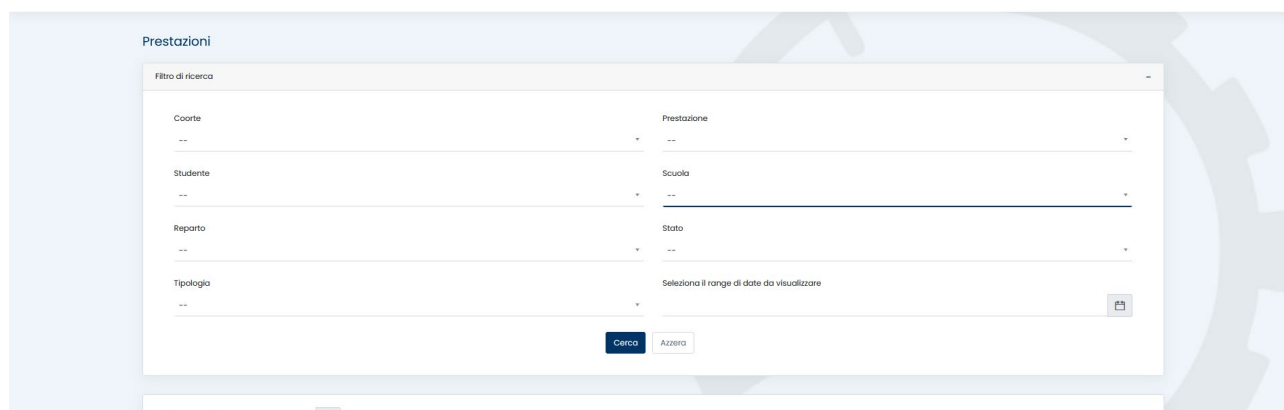 Prestazioni
Filtro di ricerca -
Coorte Prestazione
-- --
Studente Scuola
-- --
Reparto Stato
-- --
Tipologia Seleziona il range di date da visualizzare
--
Cerca Azzera